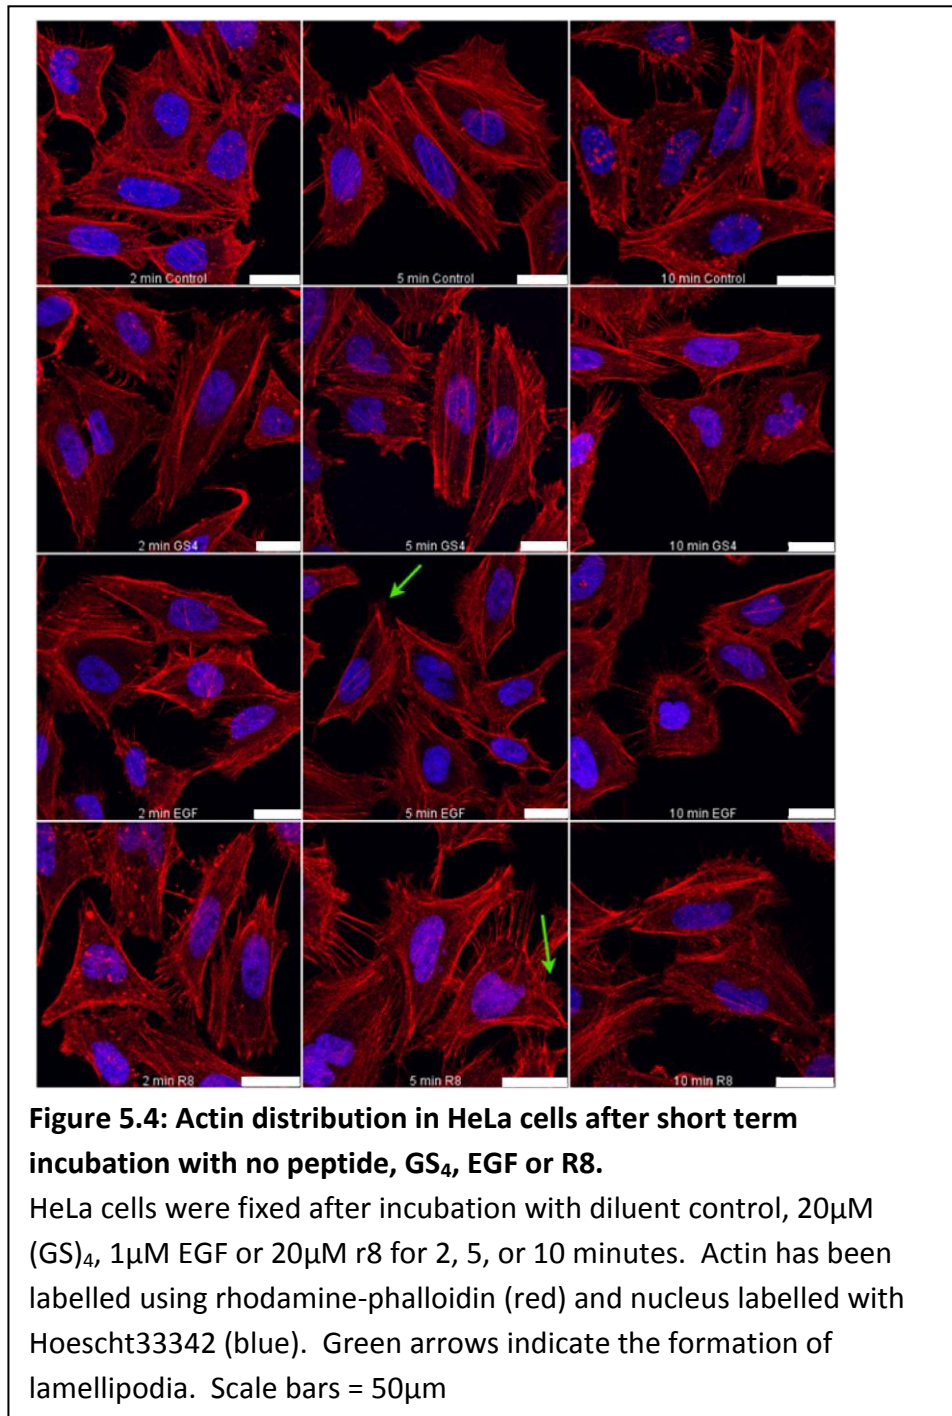 2 min Control
5 min Control
10 min Control
2 min GS4
5 min GS4
10 min GS4
2 min EGF
5 min EGF
10 min EGF
2 min R8
5 min R8
10 min R8
Figure 5.4: Actin distribution in HeLa cells after short term
incubation with no peptide, GS₄, EGF or R8.
HeLa cells were fixed after incubation with diluent control, 20µM
(GS)₄, 1µM EGF or 20µM r8 for 2, 5, or 10 minutes.  Actin has been
labelled using rhodamine-phalloidin (red) and nucleus labelled with
Hoescht33342 (blue).  Green arrows indicate the formation of
lamellipodia.  Scale bars = 50µm